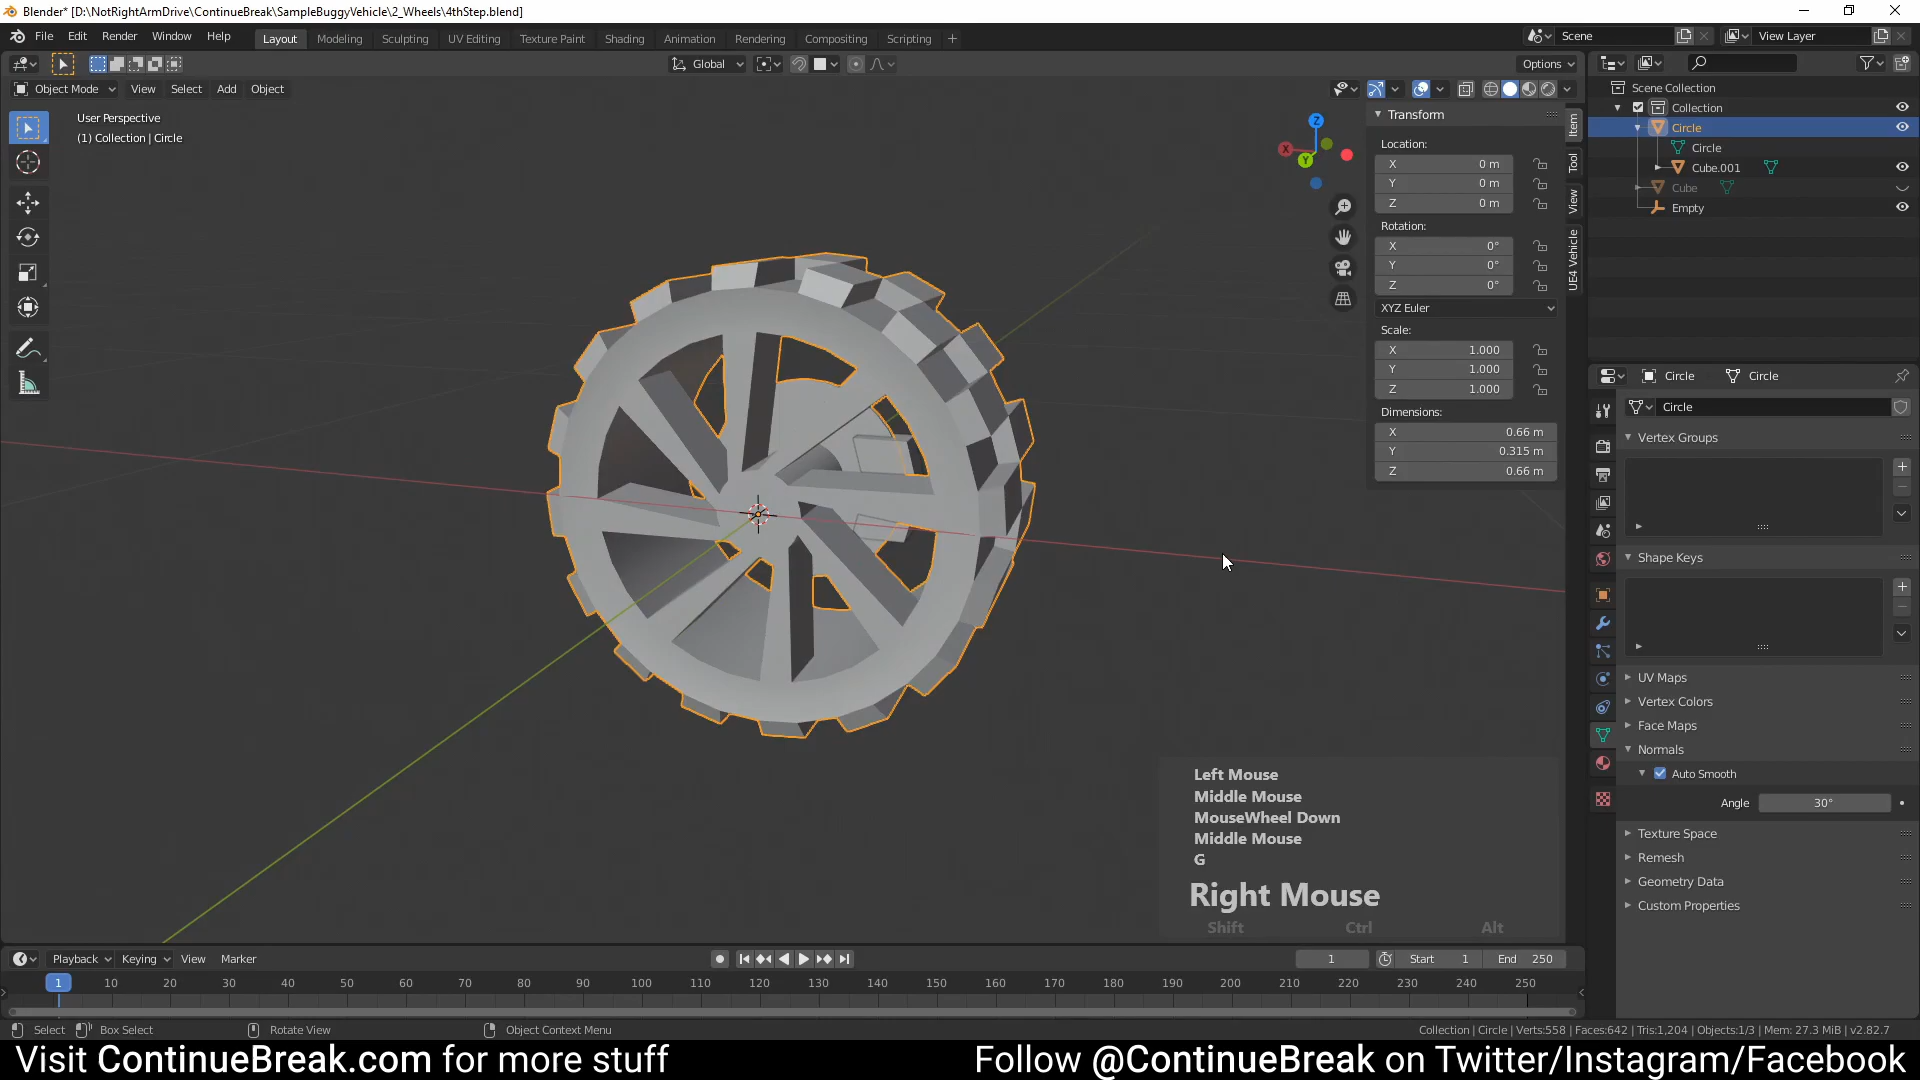 Blender* [D:\NotRightArmDrive\ContinueBreak\SampleBuggyVehicle\2_Wheels\4thStep.blend]
File Edit Render Window Help Layout Modeling Sculpting UV Editing Texture Paint Shading Animation Rendering Compositing Scripting + Scene View Layer
Global Options
Object Mode View Select Add Object
User Perspective
(1) Collection | Circle
Z
X
Y
Transform
Location:
X 0 m
Y 0 m
Z 0 m
Rotation:
X 0°
Y 0°
Z 0°
XYZ Euler
Scale:
X 1.000
Y 1.000
Z 1.000
Dimensions:
X 0.66 m
Y 0.315 m
Z 0.66 m
Item
Tool
View
UE4 Vehicle
Scene Collection
Collection
Circle
Circle
Cube.001
Cube
Empty
Circle Circle
Circle
Vertex Groups
Shape Keys
UV Maps
Vertex Colors
Face Maps
Normals
Auto Smooth
Angle 30°
Texture Space
Remesh
Geometry Data
Custom Properties
Left Mouse
Middle Mouse
MouseWheel Down
Middle Mouse
G
Right Mouse
Shift Ctrl Alt
Playback Keying View Marker 1 Start 1 End 250
1 10 20 30 40 50 60 70 80 90 100 110 120 130 140 150 160 170 180 190 200 210 220 230 240 250
Select Box Select Rotate View Object Context Menu Collection | Circle | Verts:558 | Faces:642 | Tris:1,204 | Objects:1/3 | Mem: 27.3 MiB | v2.82.7
Visit ContinueBreak.com for more stuff Follow @ContinueBreak on Twitter/Instagram/Facebook